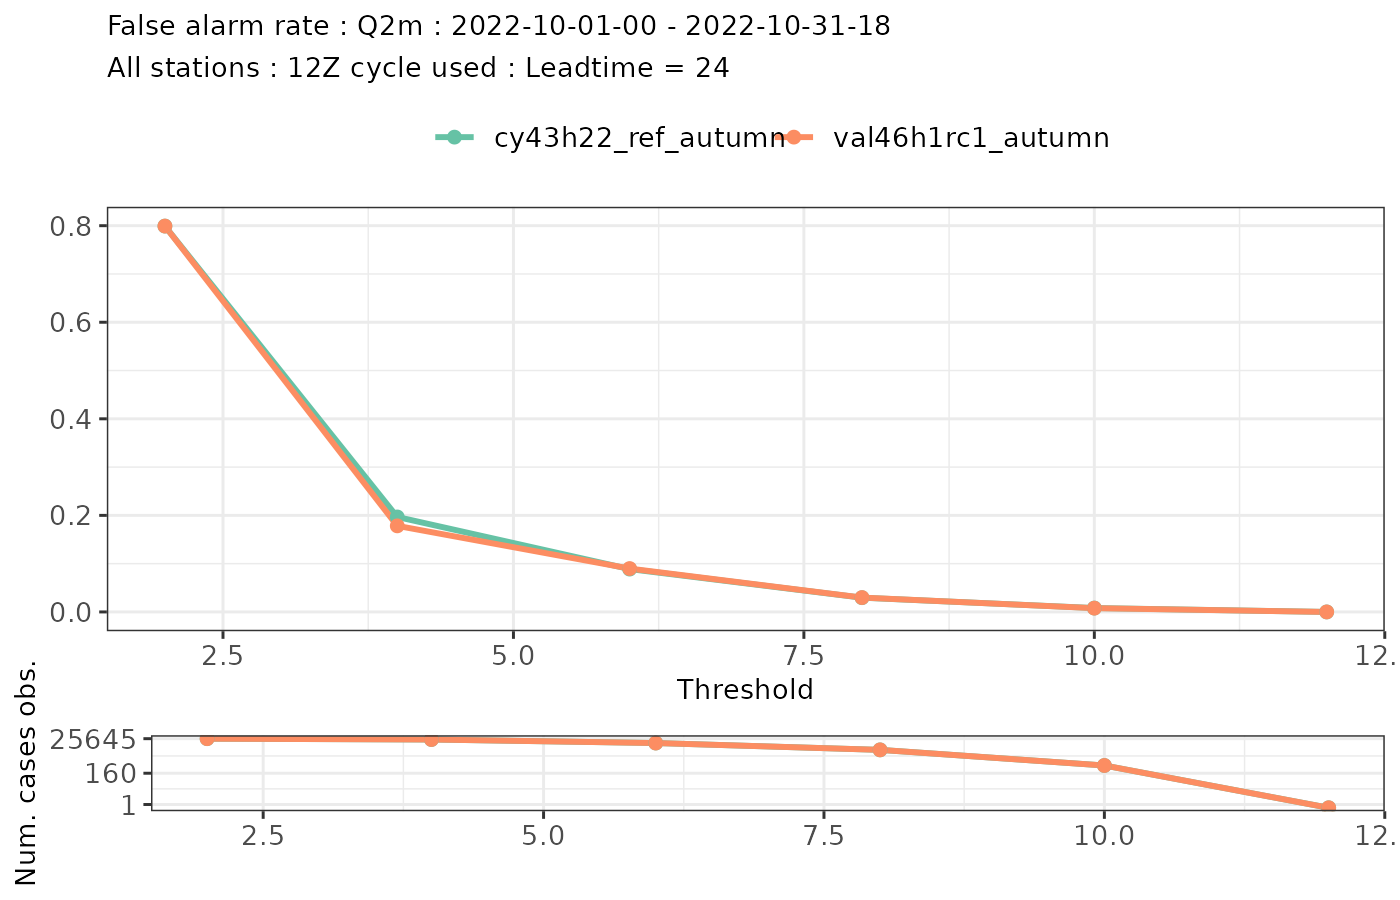 False alarm rate : Q2m : 2022-10-01-00 - 2022-10-31-18
All stations : 12Z cycle used : Leadtime = 24
cy43h22_ref_autumn val46h1rc1_autumn
0.8
0.6
0.4
0.2
0.0
2.5 5.0 7.5 10.0 12.
Threshold
Num. cases obs.
25645
160
1
2.5 5.0 7.5 10.0 12.